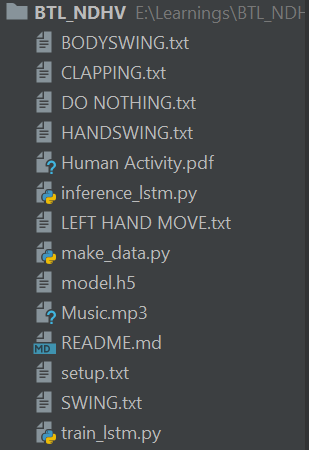 BTL_NDHV E:\Learnings\BTL_NDH
BODYSWING.txt
CLAPPING.txt
DO NOTHING.txt
HANDSWING.txt
Human Activity.pdf
inference_lstm.py
LEFT HAND MOVE.txt
make_data.py
model.h5
Music.mp3
MD README.md
setup.txt
SWING.txt
train_lstm.py